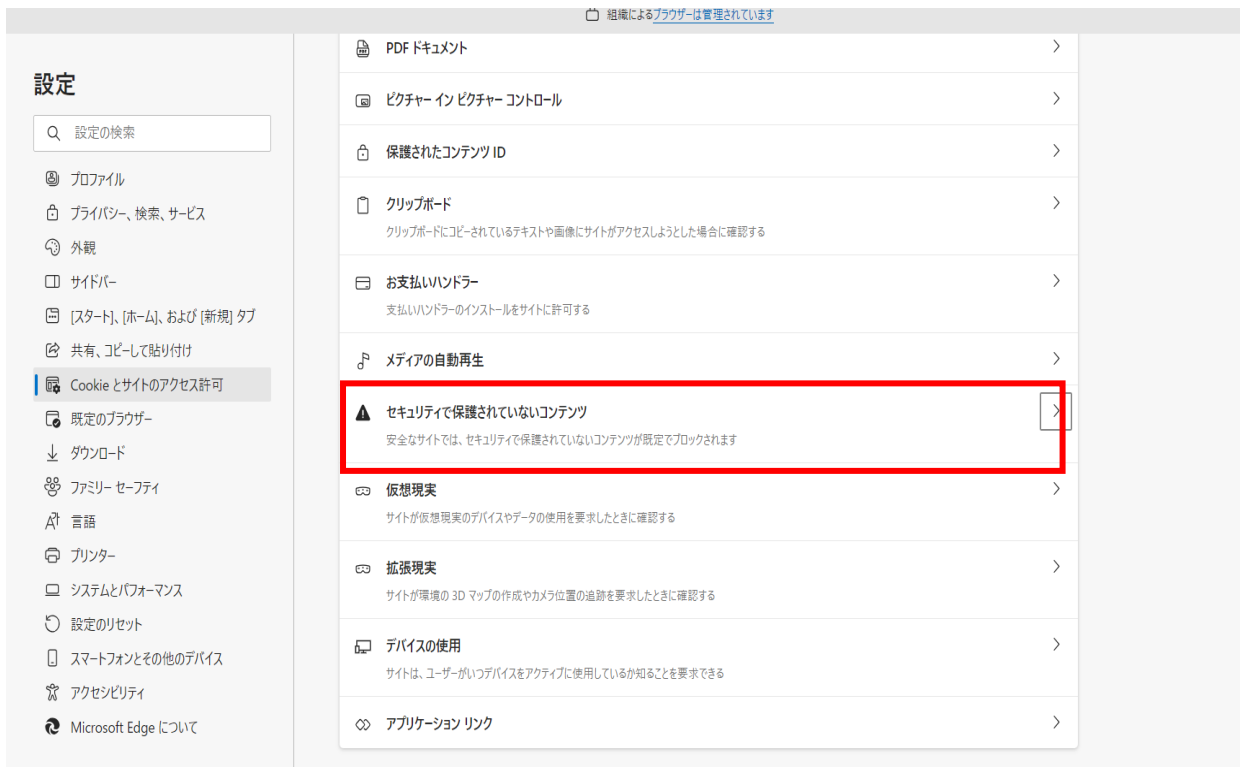 組織によるブラウザーは管理されています
設定
設定の検索
プロファイル
プライバシー、検索、サービス
外観
サイドバー
[スタート]、[ホーム]、および [新規] タブ
共有、コピーして貼り付け
Cookie とサイトのアクセス許可
既定のブラウザー
ダウンロード
ファミリー セーフティ
言語
プリンター
システムとパフォーマンス
設定のリセット
スマートフォンとその他のデバイス
アクセシビリティ
Microsoft Edge について
PDF ドキュメント
ピクチャー イン ピクチャー コントロール
保護されたコンテンツ ID
クリップボード
クリップボードにコピーされているテキストや画像にサイトがアクセスしようとした場合に確認する
お支払いハンドラー
支払いハンドラーのインストールをサイトに許可する
メディアの自動再生
セキュリティで保護されていないコンテンツ
安全なサイトでは、セキュリティで保護されていないコンテンツが既定でブロックされます
仮想現実
サイトが仮想現実のデバイスやデータの使用を要求したときに確認する
拡張現実
サイトが環境の 3D マップの作成やカメラ位置の追跡を要求したときに確認する
デバイスの使用
サイトは、ユーザーがいつデバイスをアクティブに使用しているか知ることを要求できる
アプリケーション リンク